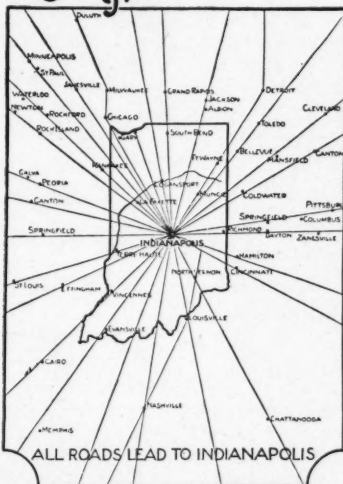 DULUTH
MINNEAPOLIS
ST PAUL
JANESVILLE
MILWAUKEE
GRAND RAPIDS
DETROIT
WATERLOO
JACKSON
NEWTON
ALBION
CLEVELAND
ROCKFORD
CHICAGO
TOLEDO
ROCK ISLAND
GARY
SOUTH BEND
KANKAKEE
FT WAYNE
BELLEVUE
CANTON
MANSFIELD
GALVA
PEORIA
LOGANSPORT
MUNCIE
COLDWATER
CANTON
LA FAYETTE
PITTSBURG
SPRINGFIELD
COLUMBUS
SPRINGFIELD
RICHMOND
DAYTON
ZANESVILLE
INDIANAPOLIS
TERRE HAUTE
HAMILTON
NORTH VERNON
CINCINNATI
ST LOUIS
EFFINGHAM
VINCENNES
LOUISVILLE
EVANSVILLE
CAIRO
NASHVILLE
CHATTANOOGA
MEMPHIS
ALL ROADS LEAD TO INDIANAPOLIS